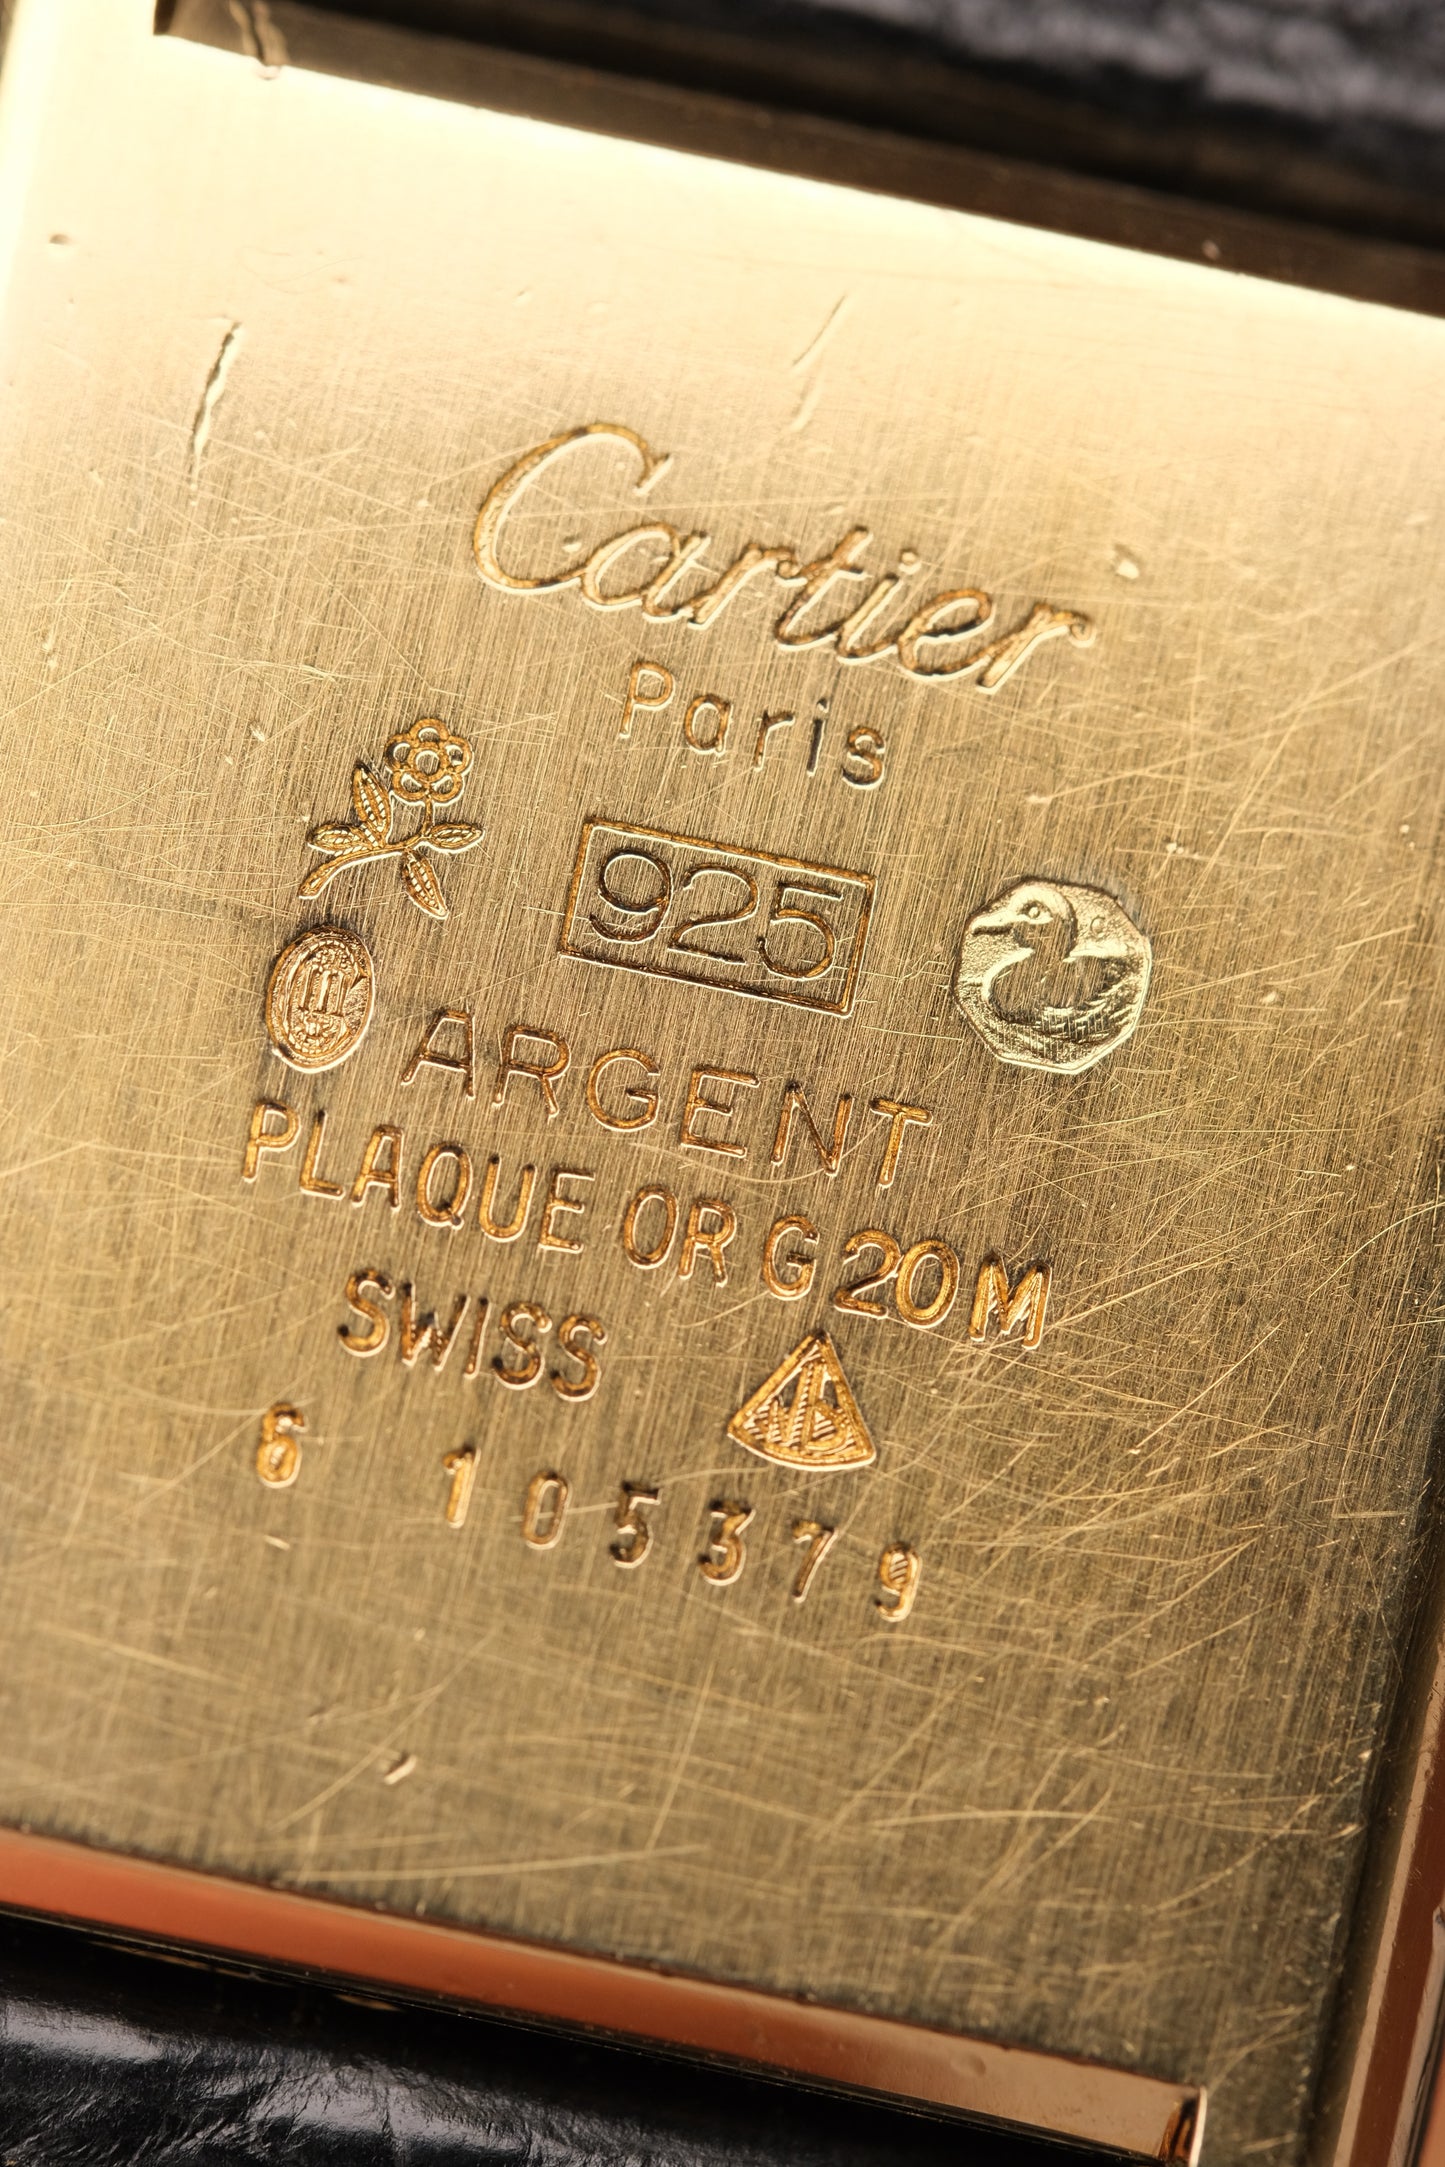 Cartier
Paris
925
ARGENT
PLAQUE OR G 20 M
SWISS
6 105379